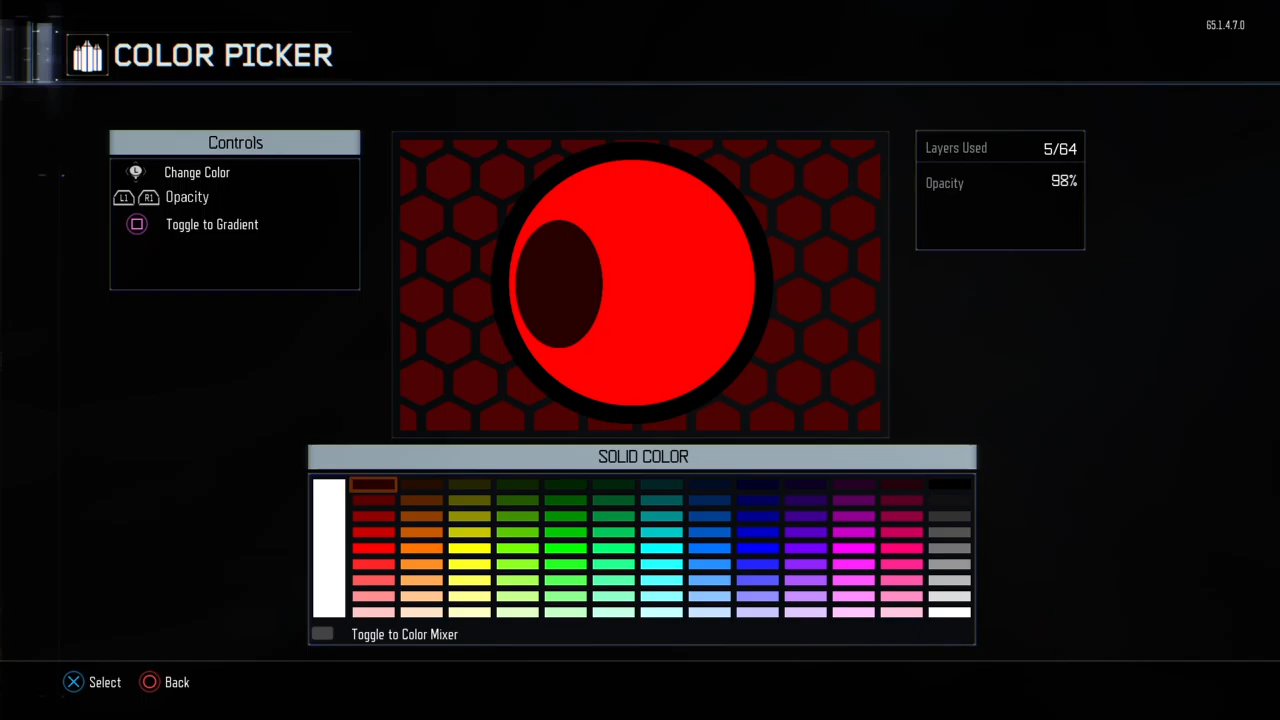 65.1.4.7.0
COLOR PICKER
Controls
L Change Color
L1 R1 Opacity
Toggle to Gradient
Layers Used 5/64
Opacity 98%
SOLID COLOR
Toggle to Color Mixer
Select Back